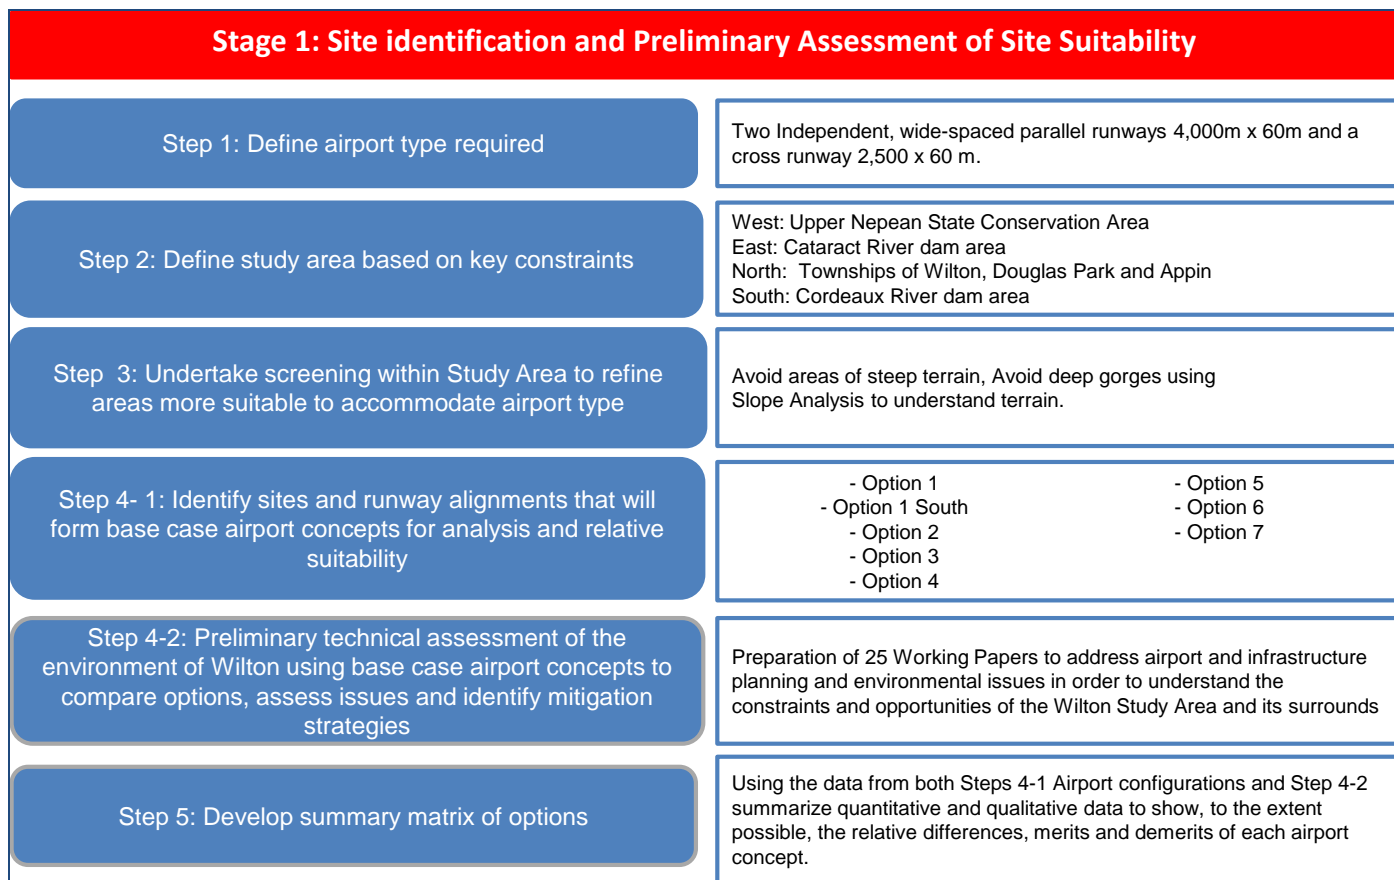 Stage 1: Site identification and Preliminary Assessment of Site Suitability
Step 1: Define airport type required
Two Independent, wide-spaced parallel runways 4,000m x 60m and a
cross runway 2,500 x 60 m.
Step 2: Define study area based on key constraints
West: Upper Nepean State Conservation Area
East: Cataract River dam area
North:  Townships of Wilton, Douglas Park and Appin
South: Cordeaux River dam area
Step  3: Undertake screening within Study Area to refine
areas more suitable to accommodate airport type
Avoid areas of steep terrain, Avoid deep gorges using
Slope Analysis to understand terrain.
Step 4- 1: Identify sites and runway alignments that will
form base case airport concepts for analysis and relative
suitability
- Option 1
- Option 1 South
- Option 2
- Option 3
- Option 4
- Option 5
- Option 6
- Option 7
Step 4-2: Preliminary technical assessment of the
environment of Wilton using base case airport concepts to
compare options, assess issues and identify mitigation
strategies
Preparation of 25 Working Papers to address airport and infrastructure
planning and environmental issues in order to understand the
constraints and opportunities of the Wilton Study Area and its surrounds
Step 5: Develop summary matrix of options
Using the data from both Steps 4-1 Airport configurations and Step 4-2
summarize quantitative and qualitative data to show, to the extent
possible, the relative differences, merits and demerits of each airport
concept.